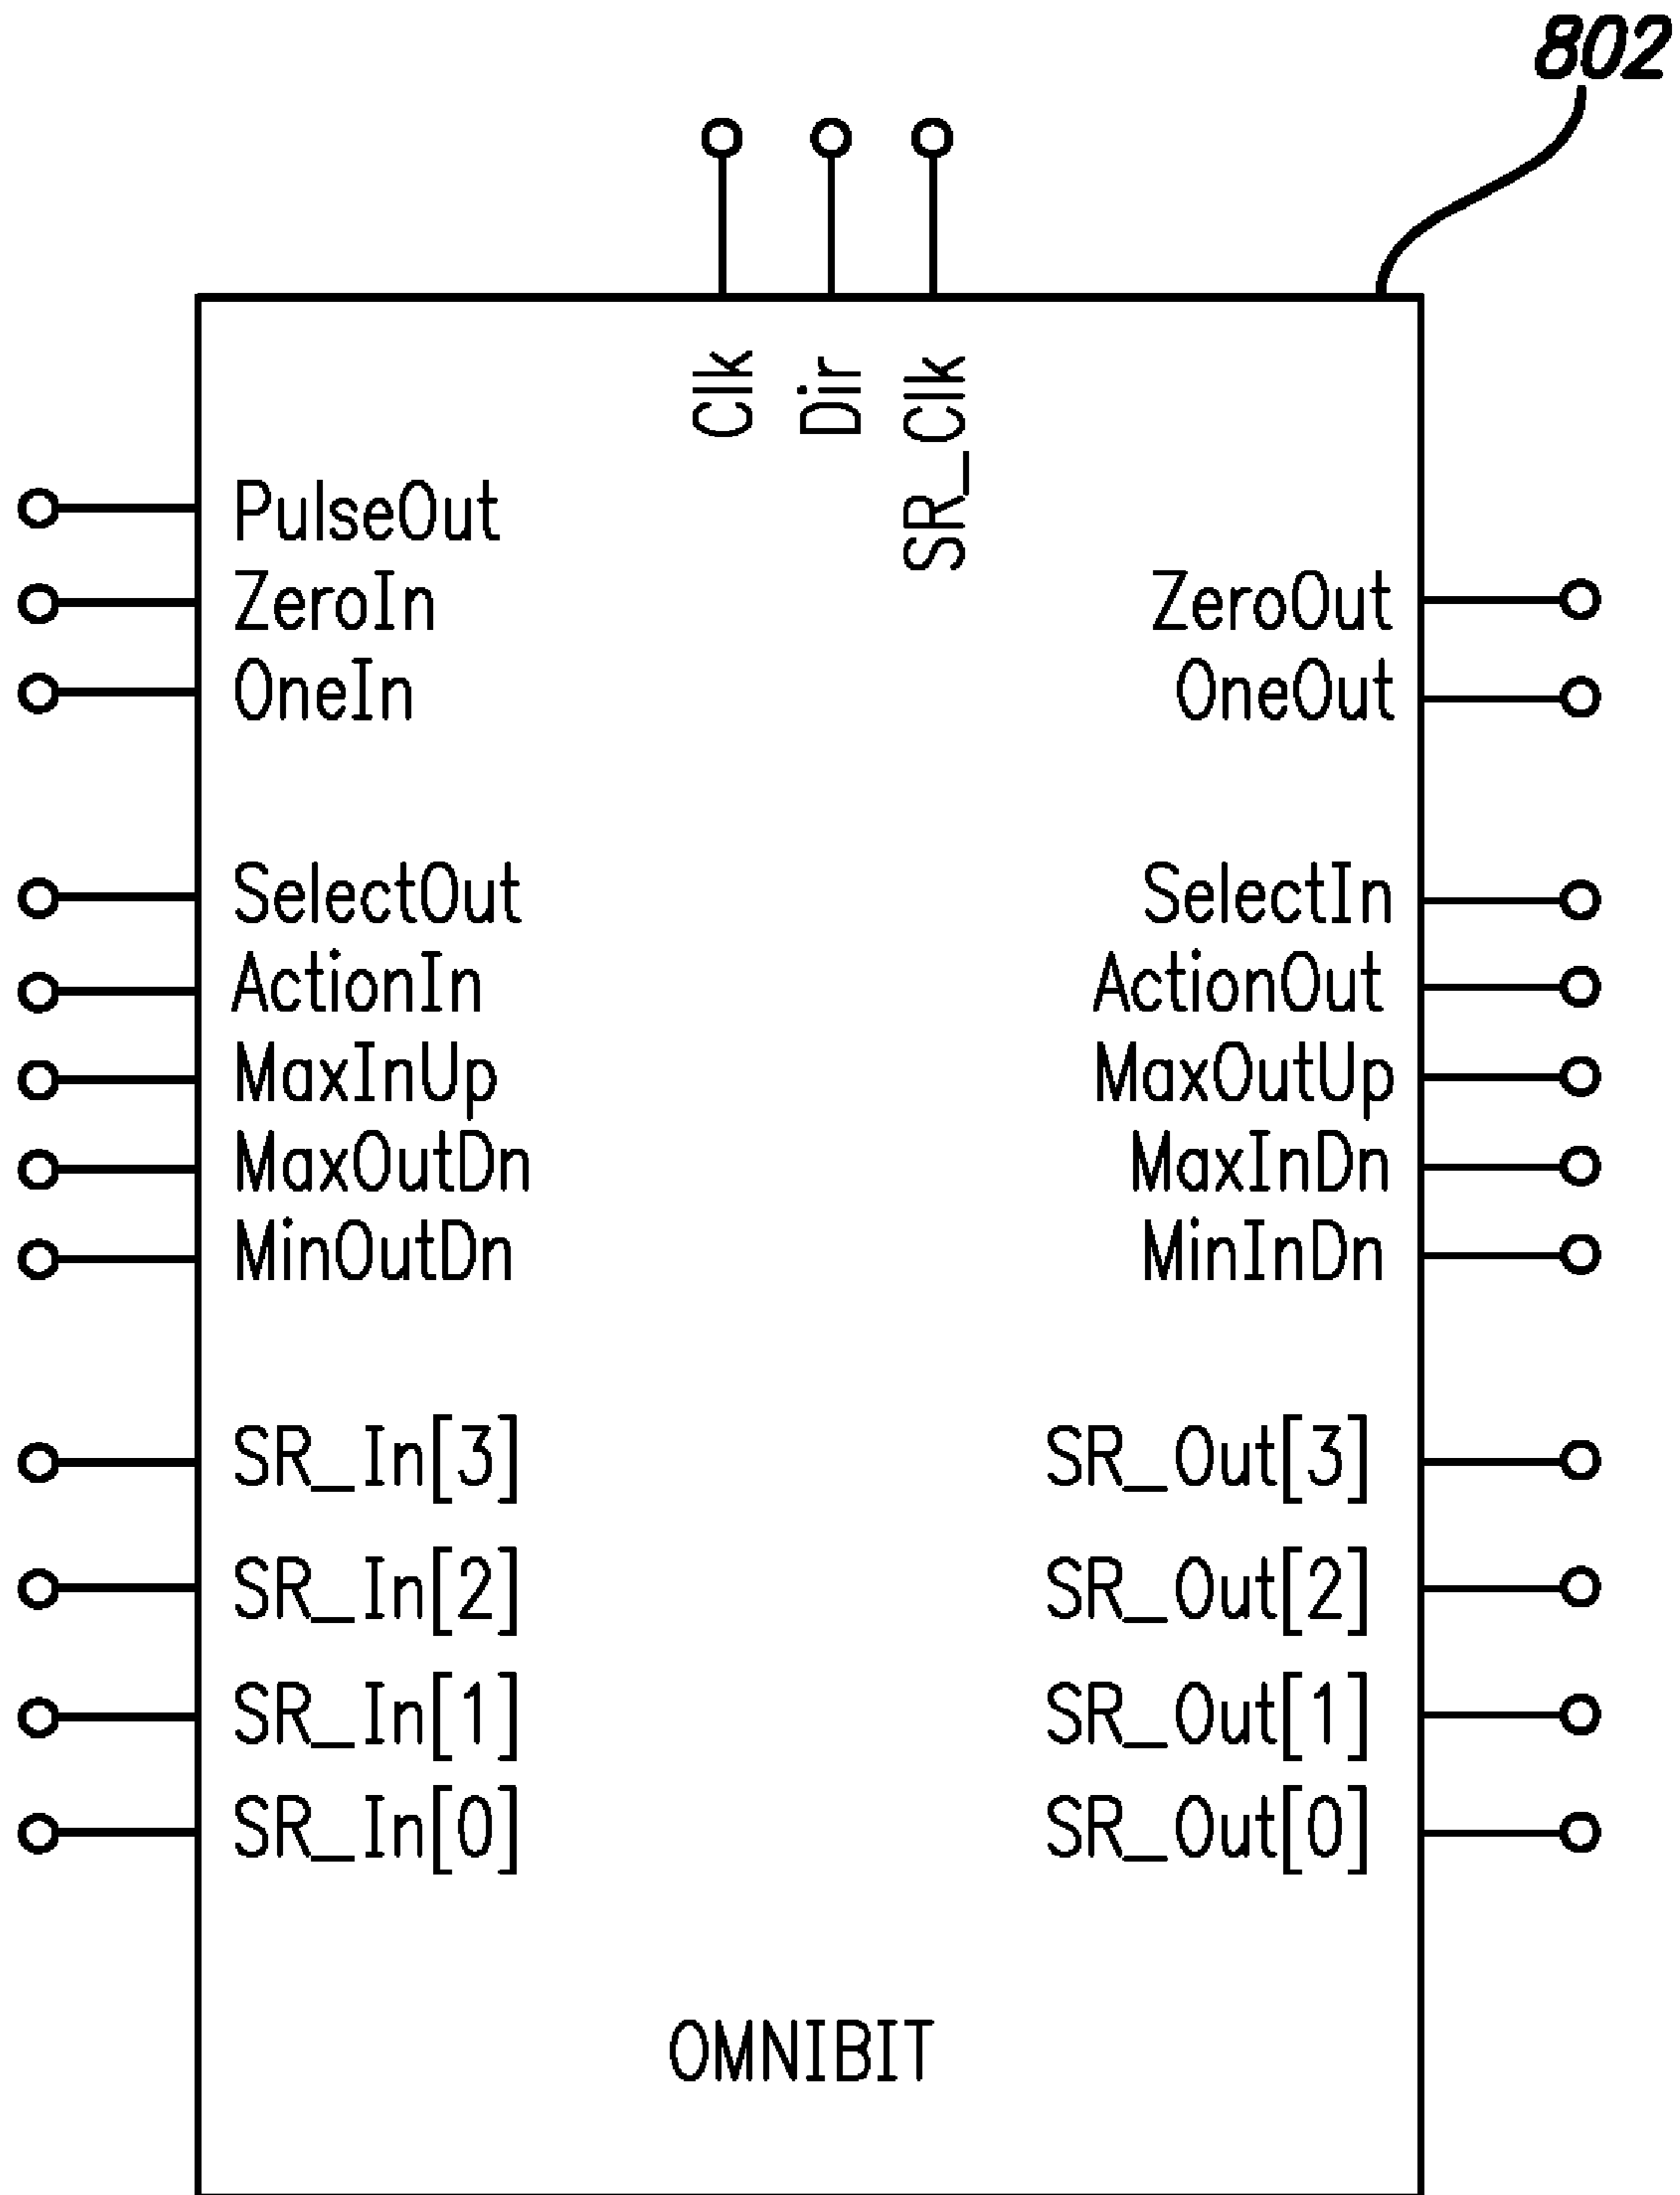 802
Clk
Dir
SR_Clk
PulseOut
ZeroIn
ZeroOut
OneIn
OneOut
SelectOut
SelectIn
ActionIn
ActionOut
MaxInUp
MaxOutUp
MaxOutDn
MaxInDn
MinOutDn
MinInDn
SR_In[3]
SR_Out[3]
SR_In[2]
SR_Out[2]
SR_In[1]
SR_Out[1]
SR_In[0]
SR_Out[0]
OMNIBIT